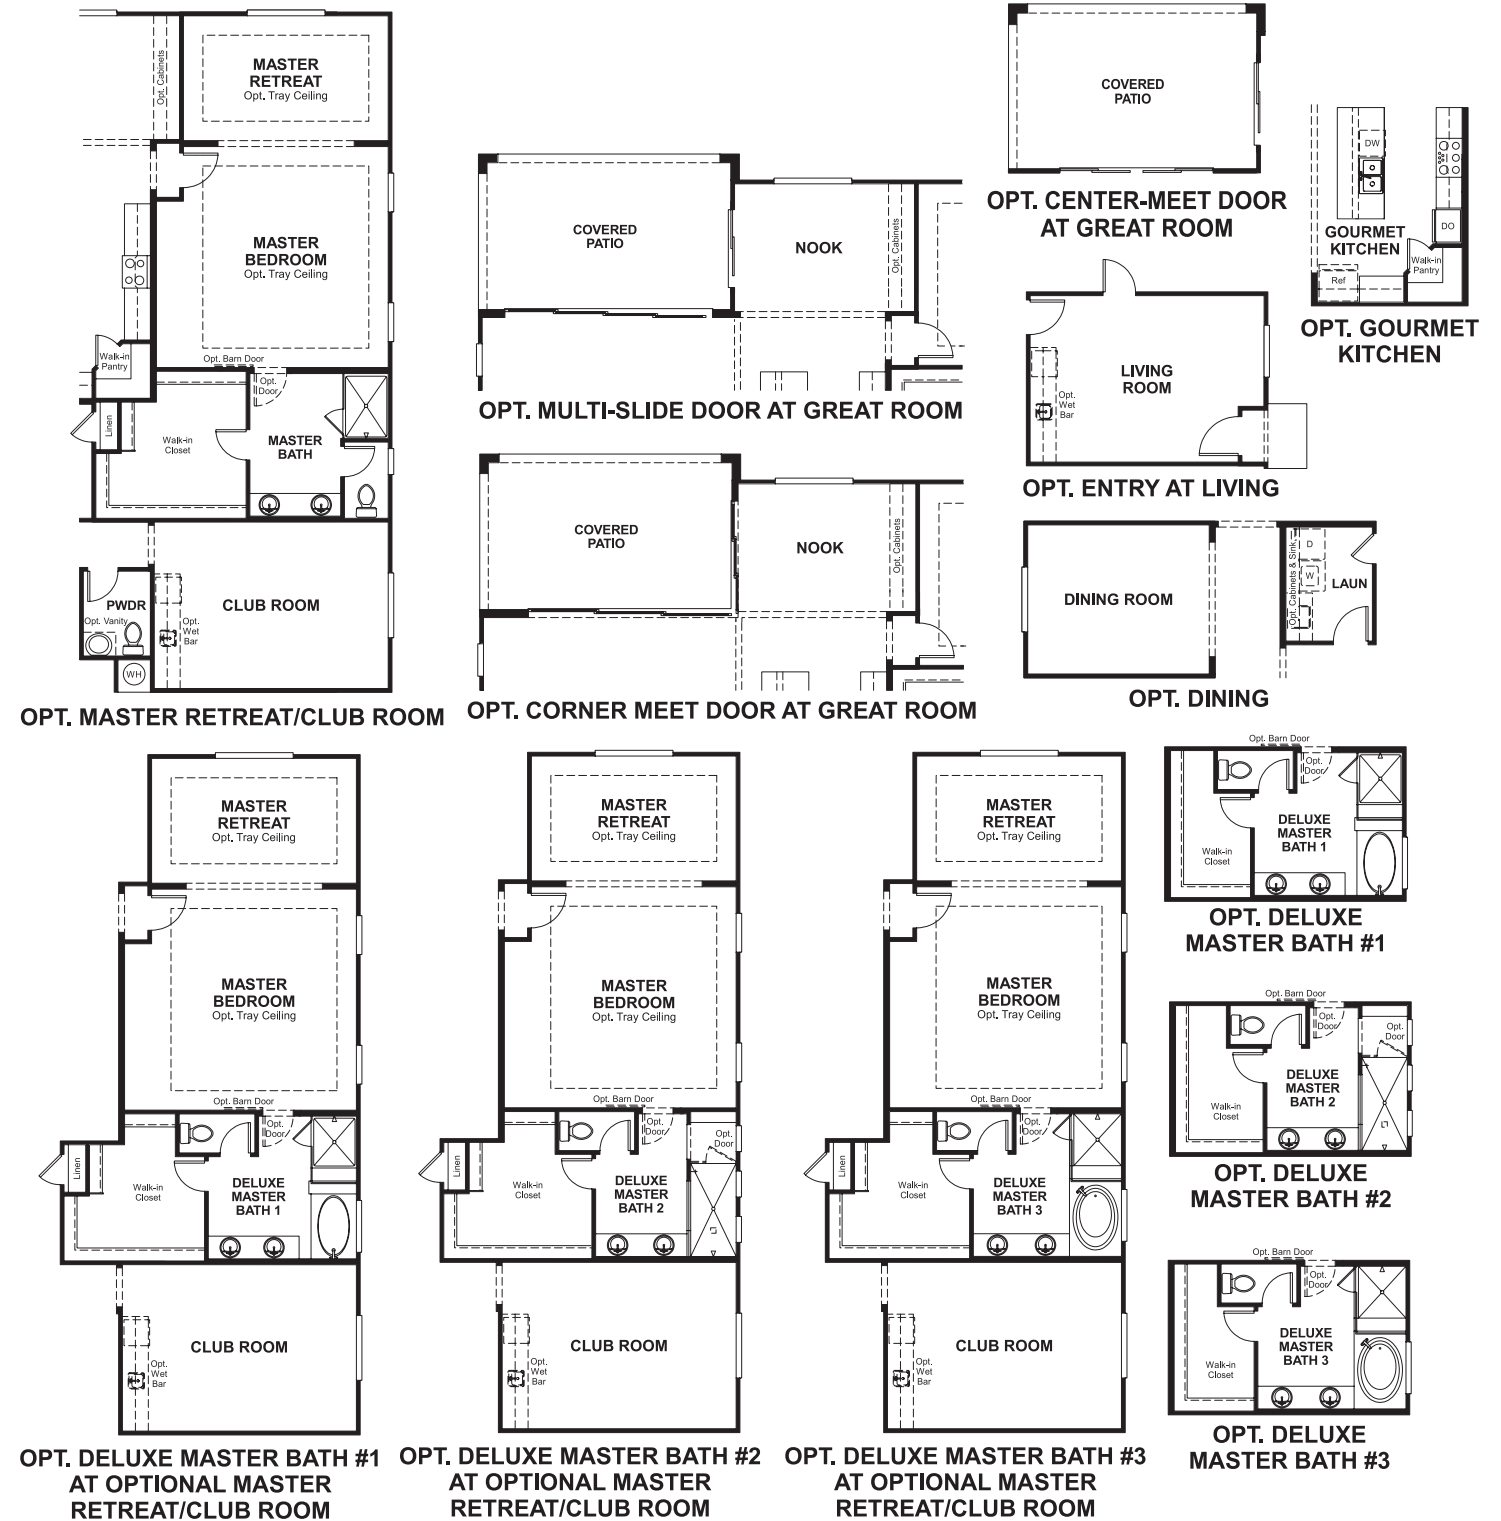 Opt. Cabinets
MASTER
RETREAT
Opt. Tray Ceiling
MASTER
BEDROOM
Opt. Tray Ceiling
Walk-in
Pantry
Opt. Barn Door
Opt.
Door
Linen
Walk-in
Closet
MASTER
BATH
PWDR
Opt. Vanity
WH
Opt.
Wet
Bar
CLUB ROOM
OPT. MASTER RETREAT/CLUB ROOM
COVERED
PATIO
NOOK
Opt. Cabinets
OPT. MULTI-SLIDE DOOR AT GREAT ROOM
COVERED
PATIO
NOOK
Opt. Cabinets
OPT. CORNER MEET DOOR AT GREAT ROOM
COVERED
PATIO
OPT. CENTER-MEET DOOR
AT GREAT ROOM
DW
DO
GOURMET
KITCHEN
Walk-in
Pantry
Ref
OPT. GOURMET
KITCHEN
LIVING
ROOM
Opt.
Wet
Bar
OPT. ENTRY AT LIVING
DINING ROOM
Opt. Cabinets & Sink
D
W
LAUN
OPT. DINING
MASTER
RETREAT
Opt. Tray Ceiling
MASTER
BEDROOM
Opt. Tray Ceiling
Opt. Barn Door
Opt.
Door
Linen
Walk-in
Closet
DELUXE
MASTER
BATH 1
CLUB ROOM
Opt.
Wet
Bar
OPT. DELUXE MASTER BATH #1
AT OPTIONAL MASTER
RETREAT/CLUB ROOM
MASTER
RETREAT
Opt. Tray Ceiling
MASTER
BEDROOM
Opt. Tray Ceiling
Opt. Barn Door
Opt.
Door
Opt.
Door
Linen
Walk-in
Closet
DELUXE
MASTER
BATH 2
CLUB ROOM
Opt.
Wet
Bar
OPT. DELUXE MASTER BATH #2
AT OPTIONAL MASTER
RETREAT/CLUB ROOM
MASTER
RETREAT
Opt. Tray Ceiling
MASTER
BEDROOM
Opt. Tray Ceiling
Opt. Barn Door
Opt.
Door
Linen
Walk-in
Closet
DELUXE
MASTER
BATH 3
CLUB ROOM
Opt.
Wet
Bar
OPT. DELUXE MASTER BATH #3
AT OPTIONAL MASTER
RETREAT/CLUB ROOM
Opt. Barn Door
Opt.
Door
DELUXE
MASTER
BATH 1
Walk-in
Closet
OPT. DELUXE
MASTER BATH #1
Opt. Barn Door
Opt.
Door
Opt.
Door
DELUXE
MASTER
BATH 2
Walk-in
Closet
OPT. DELUXE
MASTER BATH #2
Opt. Barn Door
Opt.
Door
DELUXE
MASTER
BATH 3
Walk-in
Closet
OPT. DELUXE
MASTER BATH #3